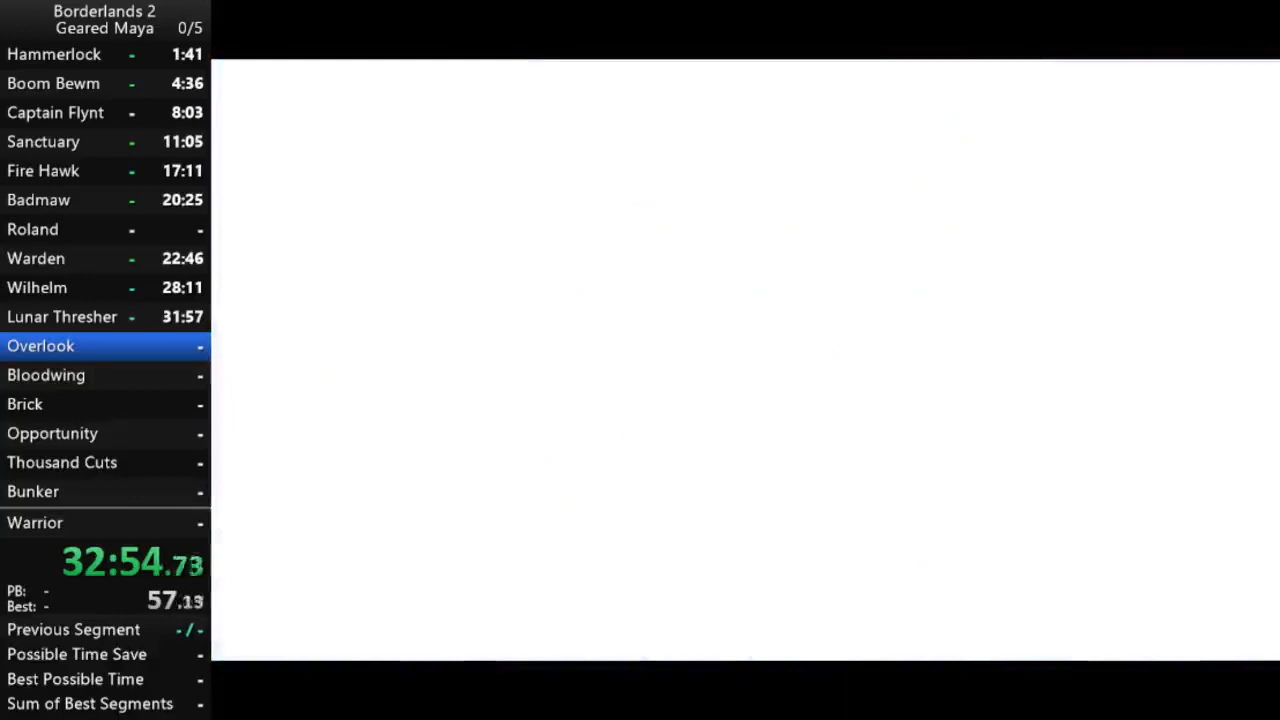 Borderlands 2
Geared Maya 0/5
Hammerlock - 1:41
Boom Bewm - 4:36
Captain Flynt - 8:03
Sanctuary - 11:05
Fire Hawk - 17:11
Badmaw - 20:25
Roland - -
Warden - 22:46
Wilhelm - 28:11
Lunar Thresher - 31:57
Overlook -
Bloodwing -
Brick -
Opportunity -
Thousand Cuts -
Bunker -
Warrior -
32:54.73
PB: -
Best: - 57.13
Previous Segment - / -
Possible Time Save -
Best Possible Time -
Sum of Best Segments -